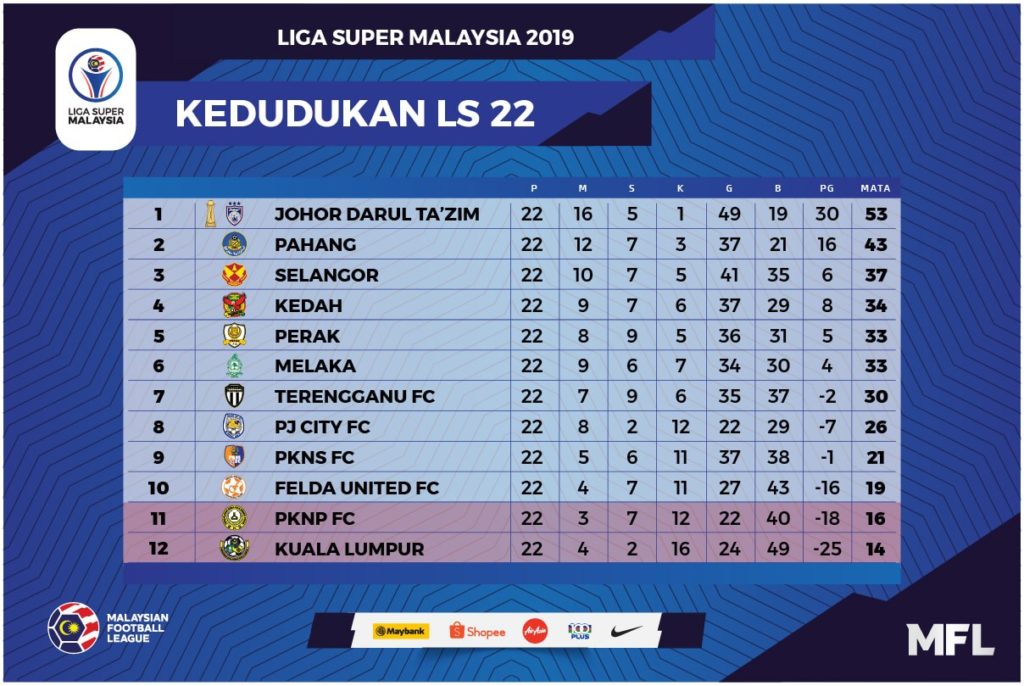 LIGA SUPER MALAYSIA 2019
LIGA SUPER
MALAYSIA
KEDUDUKAN LS 22
P M S K G B PG MATA
1 JOHOR DARUL TA'ZIM 22 16 5 1 49 19 30 53
2 PAHANG 22 12 7 3 37 21 16 43
3 SELANGOR 22 10 7 5 41 35 6 37
4 KEDAH 22 9 7 6 37 29 8 34
5 PERAK 22 8 9 5 36 31 5 33
6 MELAKA 22 9 6 7 34 30 4 33
7 TERENGGANU FC 22 7 9 6 35 37 -2 30
8 PJ CITY FC 22 8 2 12 22 29 -7 26
9 PKNS FC 22 5 6 11 37 38 -1 21
10 FELDA UNITED FC 22 4 7 11 27 43 -16 19
11 PKNP FC 22 3 7 12 22 40 -18 16
12 KUALA LUMPUR 22 4 2 16 24 49 -25 14
MALAYSIAN
FOOTBALL
LEAGUE
Maybank Shopee AirAsia 100 PLUS
MFL